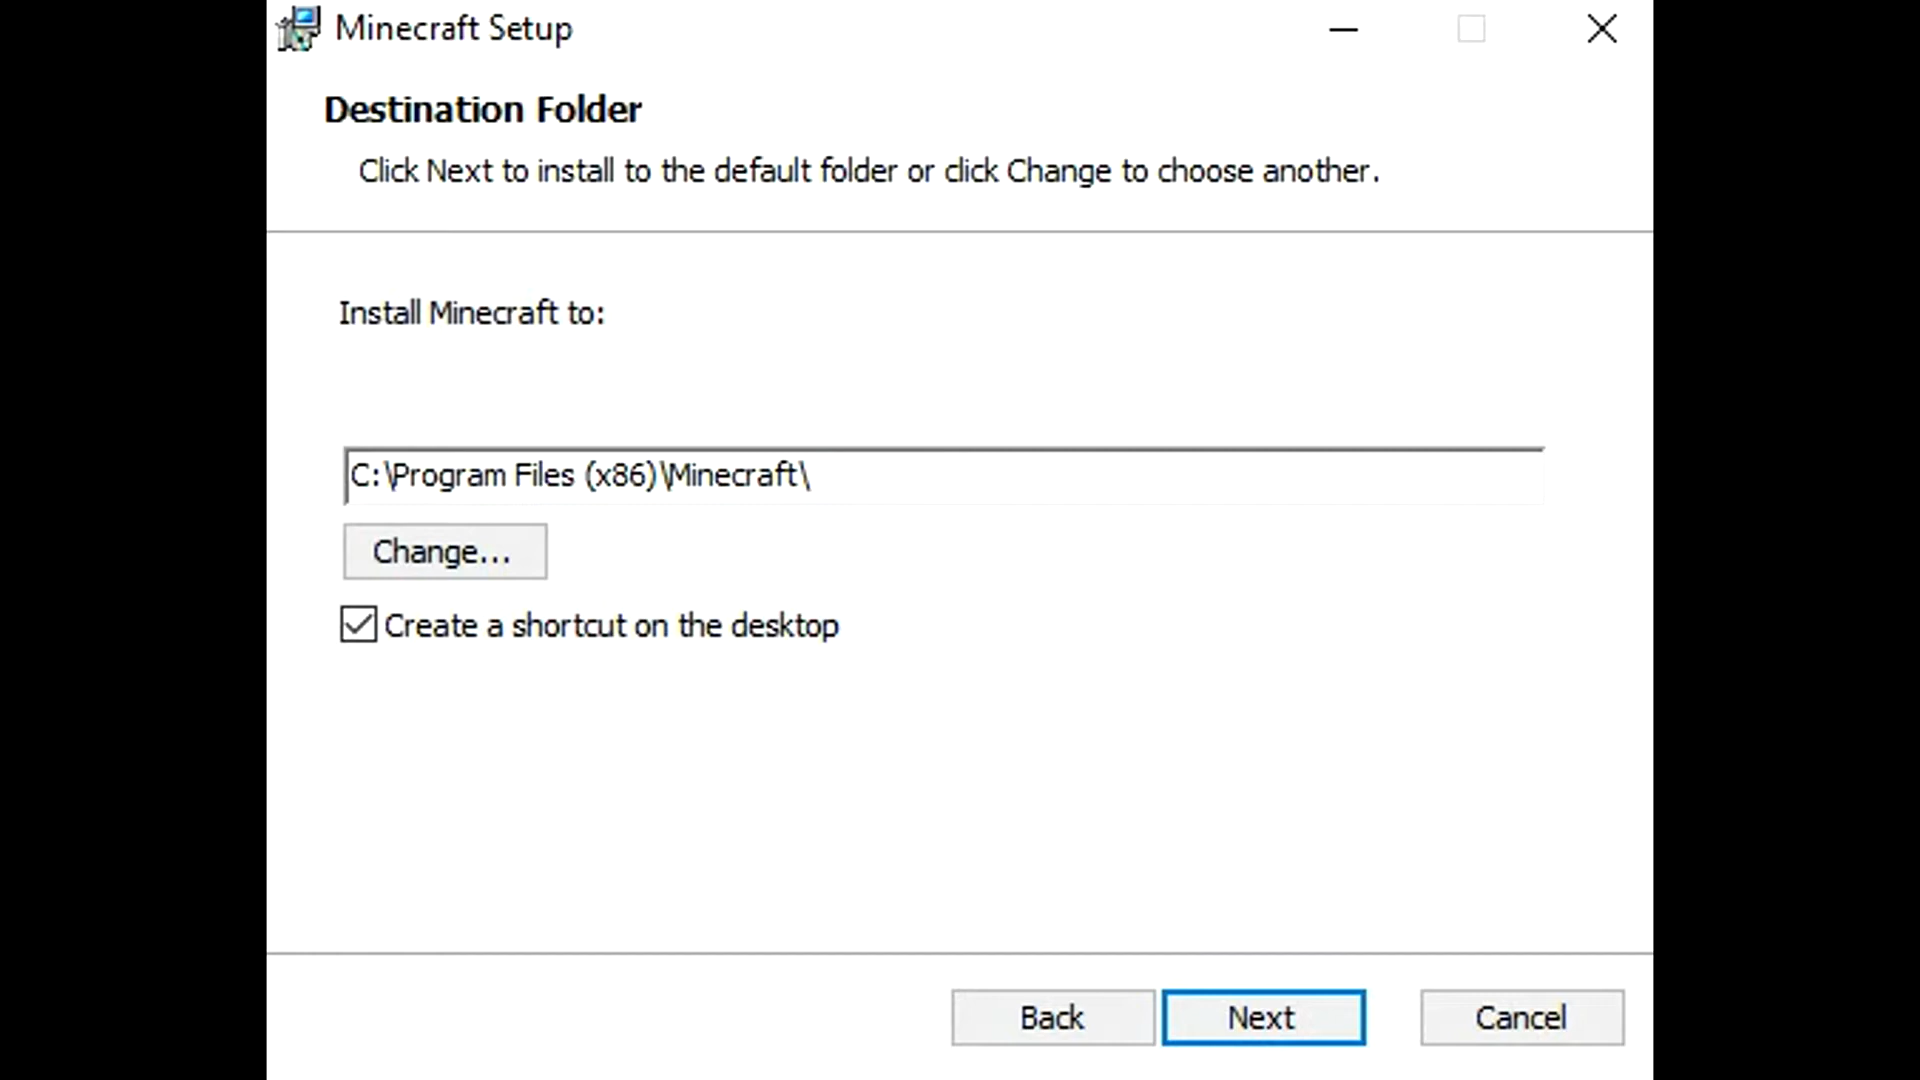 Minecraft Setup
Destination Folder
Click Next to install to the default folder or click Change to choose another.
Install Minecraft to:
C:\Program Files (x86)\Minecraft\
Change...
Create a shortcut on the desktop
Back Next Cancel